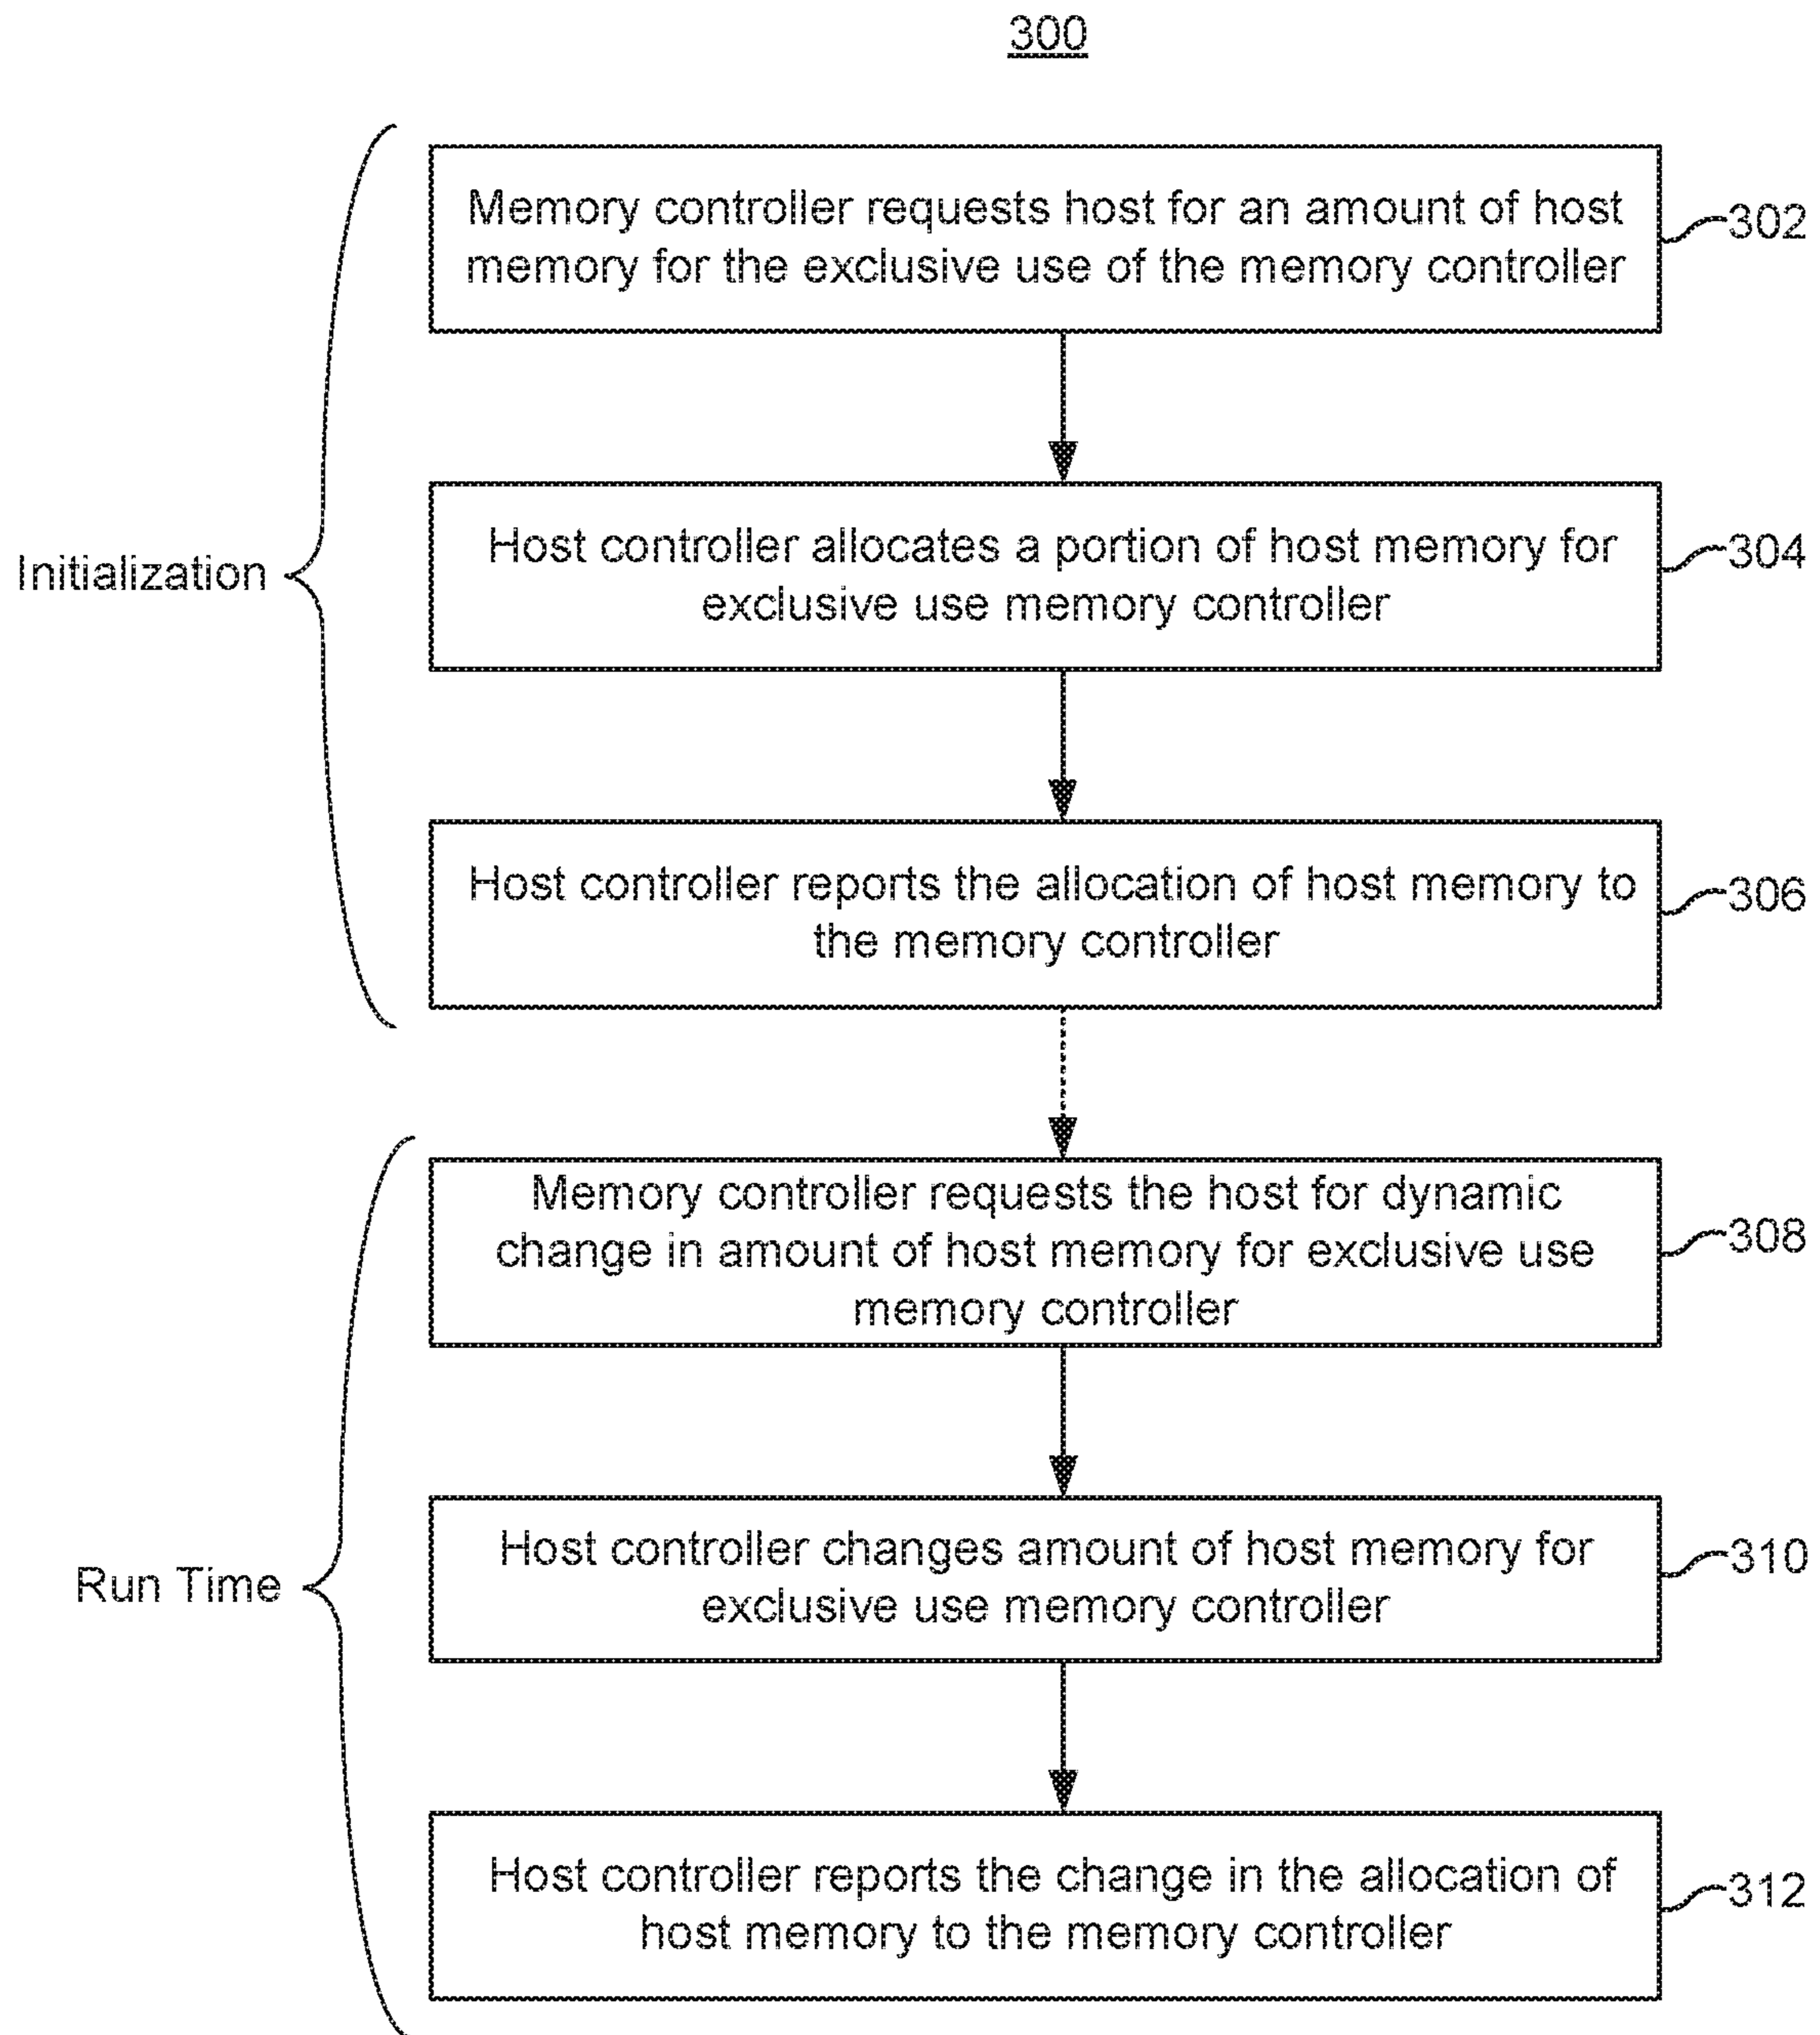 300
Memory controller requests host for an amount of host
memory for the exclusive use of the memory controller
302
Host controller allocates a portion of host memory for
exclusive use memory controller
304
Initialization
Host controller reports the allocation of host memory to
the memory controller
306
Memory controller requests the host for dynamic
change in amount of host memory for exclusive use
memory controller
308
Host controller changes amount of host memory for
exclusive use memory controller
310
Run Time
Host controller reports the change in the allocation of
host memory to the memory controller
312